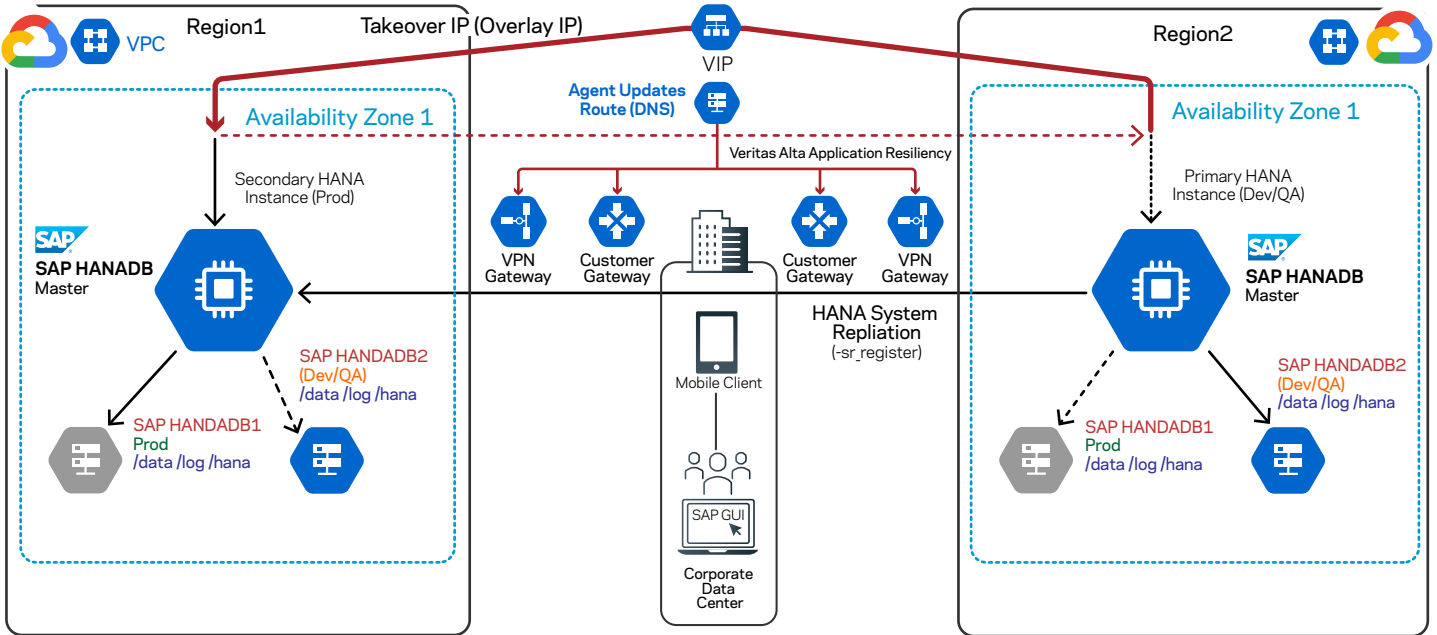 Region1
Takeover IP (Overlay IP)
Region2
VPC
VIP
Agent Updates
Route (DNS)
Availability Zone 1
Availability Zone 1
Veritas Alta Application Resiliency
Secondary HANA
Instance (Prod)
Primary HANA
Instance (Dev/QA)
SAP
SAP HANADB
Master
VPN
Gateway
Customer
Gateway
Customer
Gateway
VPN
Gateway
SAP
SAP HANADB
Master
HANA System
Repliation
(-sr_register)
SAP HANDADB2
(Dev/QA)
/data /log /hana
Mobile Client
SAP HANDADB2
(Dev/QA)
/data /log /hana
SAP HANDADB1
Prod
/data /log /hana
SAP HANDADB1
Prod
/data /log /hana
SAP GUI
Corporate
Data
Center